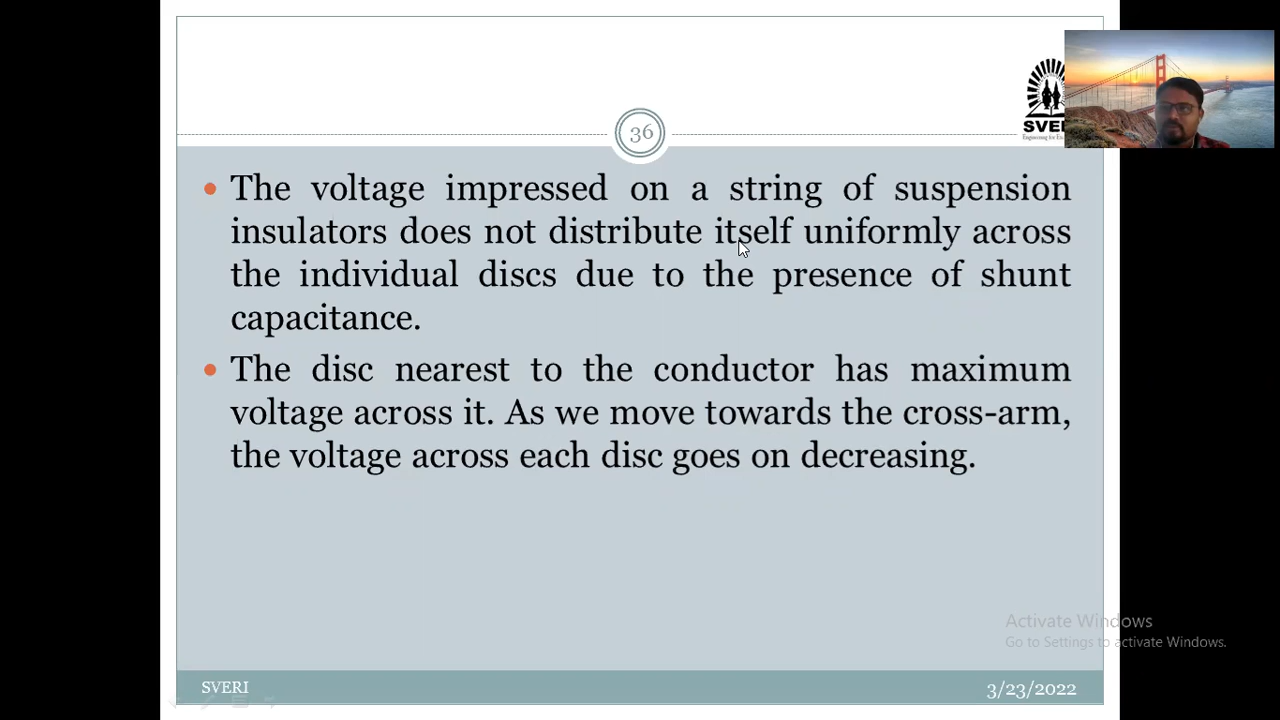 36
SVERI
• The voltage impressed on a string of suspension
insulators does not distribute itself uniformly across
the individual discs due to the presence of shunt
capacitance.
• The disc nearest to the conductor has maximum
voltage across it. As we move towards the cross-arm,
the voltage across each disc goes on decreasing.
Activate Windows
Go to Settings to activate Windows.
SVERI
3/23/2022